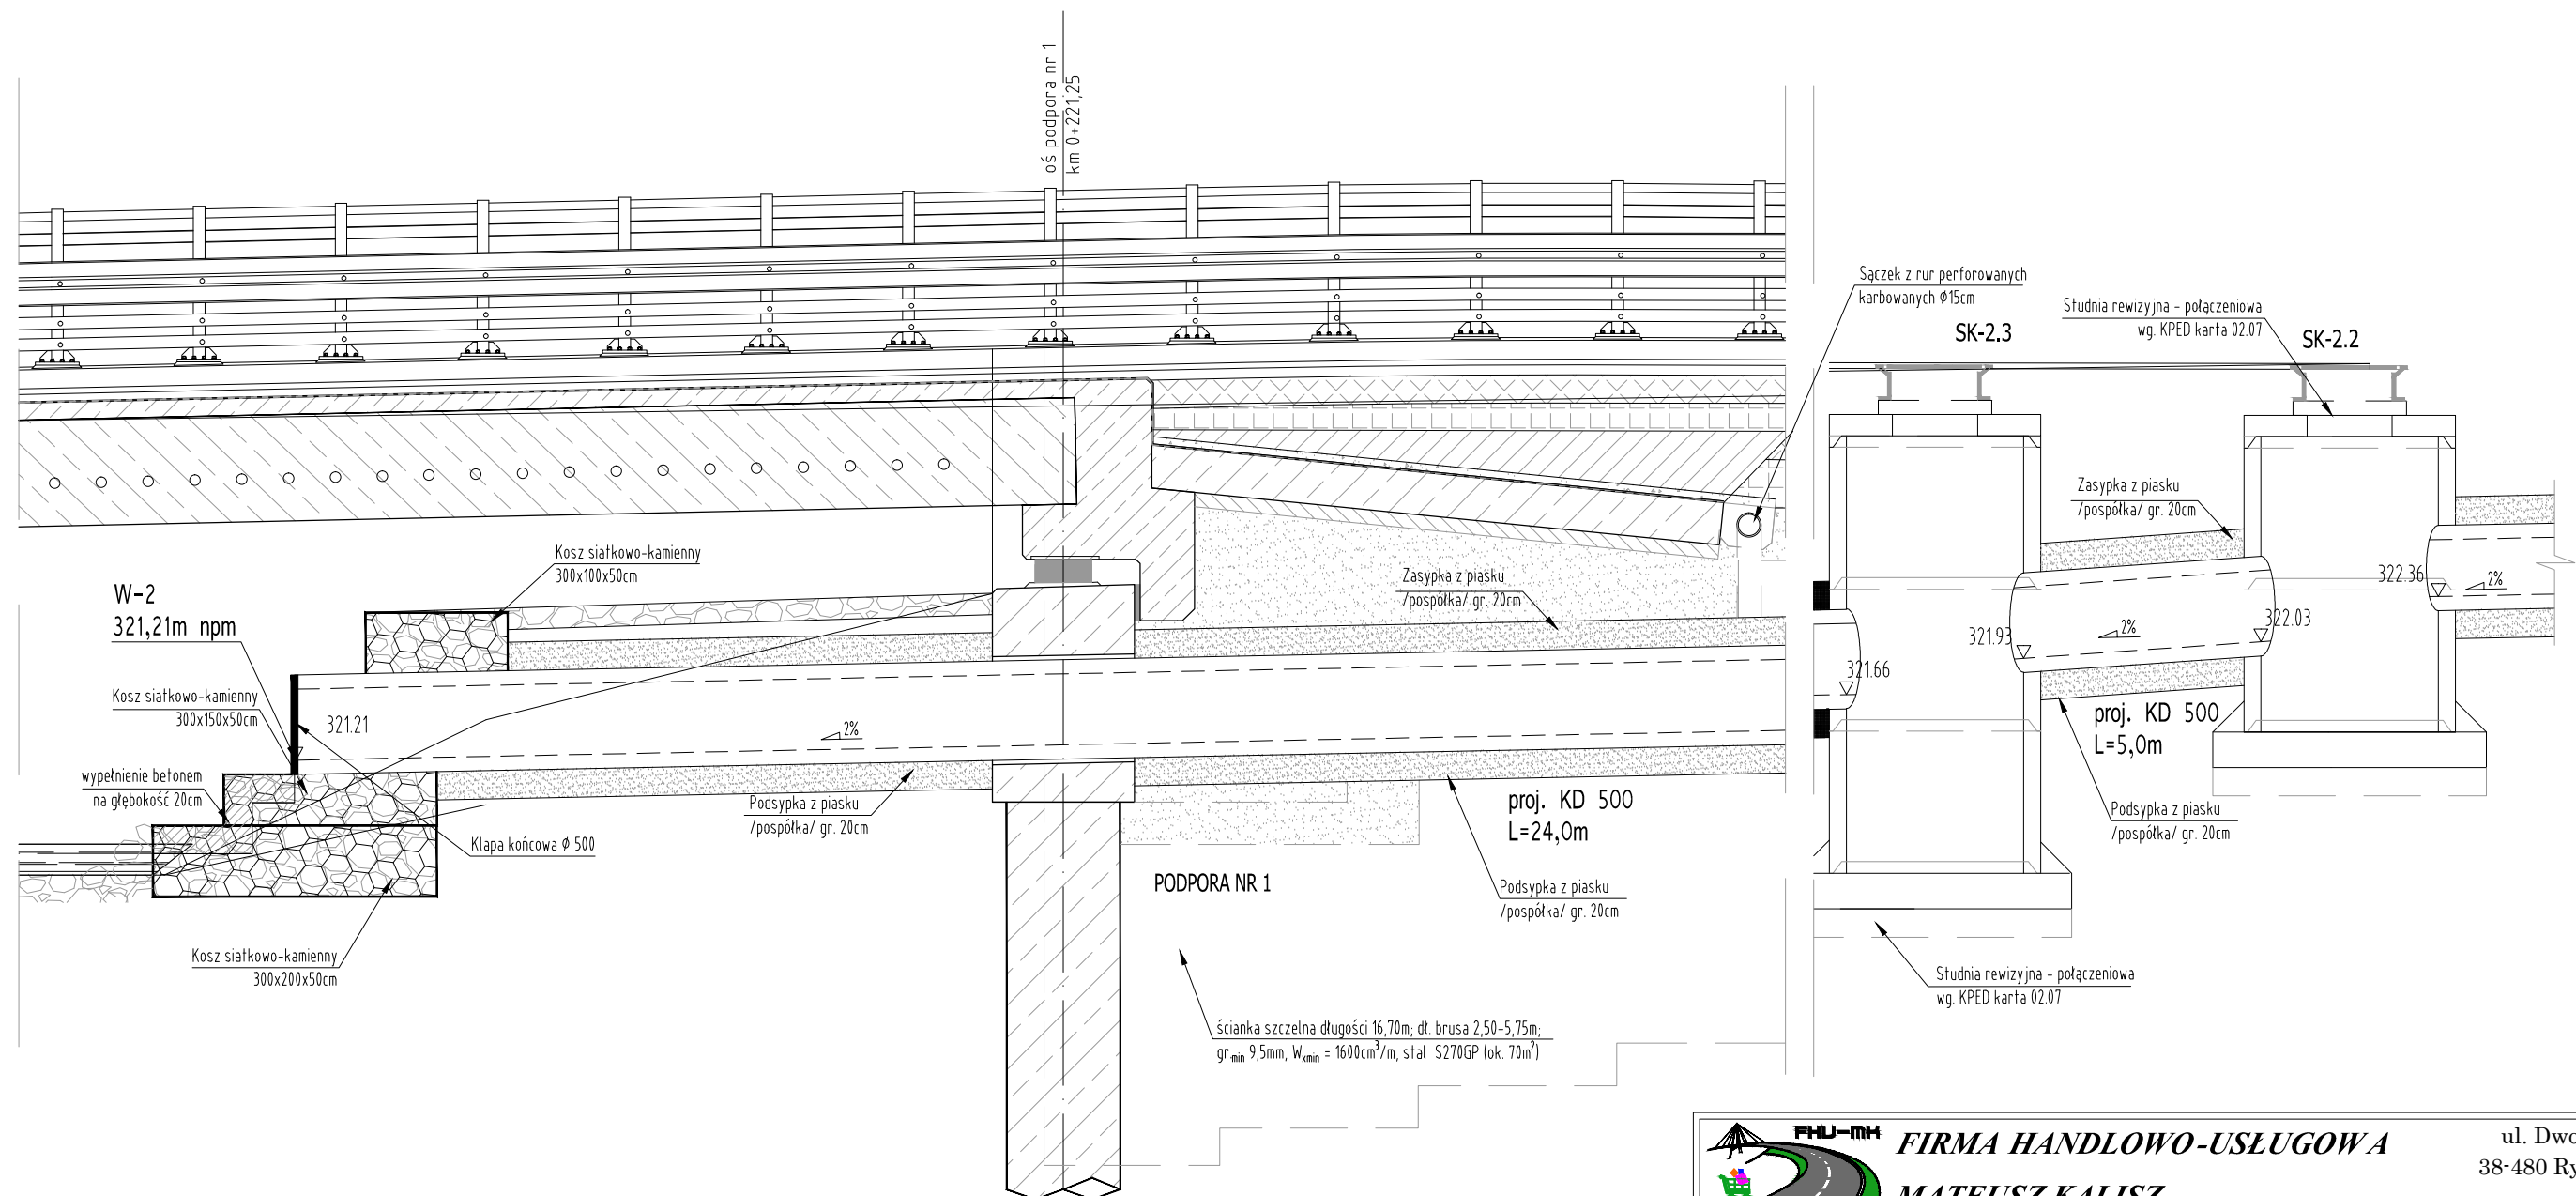 oś podpora nr 1
km 0+221,25
Sączek z rur perforowanych
karbowanych Ø15cm
Studnia rewizyjna - połączeniowa
wg. KPED karta 02.07
SK-2.3
SK-2.2
Zasypka z piasku
/pospółka/ gr. 20cm
Kosz siatkowo-kamienny
300x100x50cm
W-2
321,21m npm
Zasypka z piasku
/pospółka/ gr. 20cm
322.36
2%
322.03
321.93
2%
321.66
Kosz siatkowo-kamienny
300x150x50cm
321.21
2%
proj. KD 500
L=5,0m
wypełnienie betonem
na głębokość 20cm
Podsypka z piasku
/pospółka/ gr. 20cm
proj. KD 500
L=24,0m
Podsypka z piasku
/pospółka/ gr. 20cm
Klapa końcowa Ø 500
PODPORA NR 1
Podsypka z piasku
/pospółka/ gr. 20cm
Kosz siatkowo-kamienny
300x200x50cm
Studnia rewizyjna - połączeniowa
wg. KPED karta 02.07
ścianka szczelna długości 16,70m; dł. brusa 2,50-5,75m;
gr.min 9,5mm, Wxmin = 1600cm³/m, stal S270GP (ok. 70m²)
FHU-MK
FIRMA HANDLOWO-USŁUGOWA
MATEUSZ KALISZ
ul. Dwo
38-480 Ry